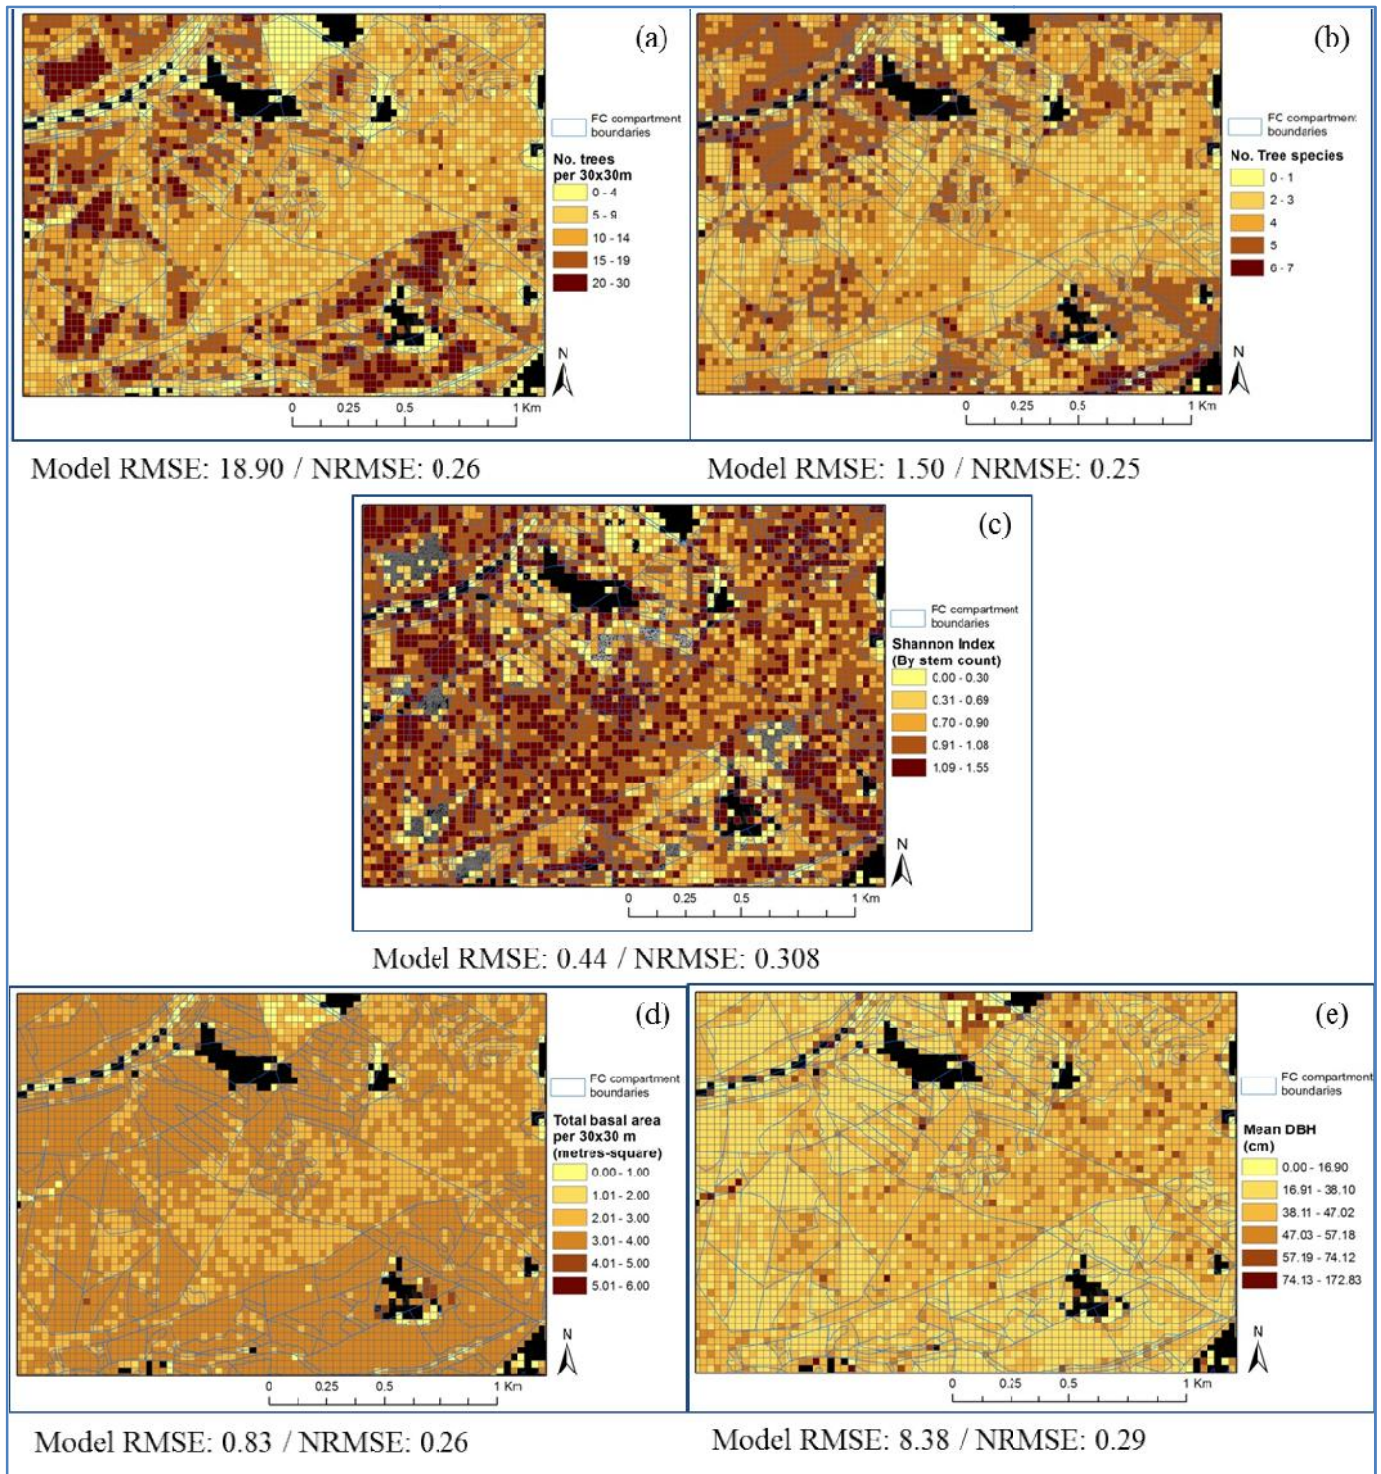 (a)
FC compartment
boundaries
No. trees
per 30x30m
0 - 4
5 - 9
10 - 14
15 - 19
20 - 30
N
0 0.25 0.5 1 Km
(b)
FC compartment
boundaries
No. Tree species
0 - 1
2 - 3
4
5
6 - 7
N
0 0.25 0.5 1 Km
Model RMSE: 18.90 / NRMSE: 0.26
Model RMSE: 1.50 / NRMSE: 0.25
(c)
FC compartment
boundaries
Shannon Index
(By stem count)
0.00 - 0.30
0.31 - 0.69
0.70 - 0.90
0.91 - 1.08
1.09 - 1.55
N
0 0.25 0.5 1 Km
Model RMSE: 0.44 / NRMSE: 0.308
(d)
FC compartment
boundaries
Total basal area
per 30x30 m
(metres-square)
0.00 - 1.00
1.01 - 2.00
2.01 - 3.00
3.01 - 4.00
4.01 - 5.00
5.01 - 6.00
N
0 0.25 0.5 1 Km
(e)
FC compartment
boundaries
Mean DBH
(cm)
0.00 - 16.90
16.91 - 38.10
38.11 - 47.02
47.03 - 57.18
57.19 - 74.12
74.13 - 172.83
N
0 0.25 0.5 1 Km
Model RMSE: 0.83 / NRMSE: 0.26
Model RMSE: 8.38 / NRMSE: 0.29